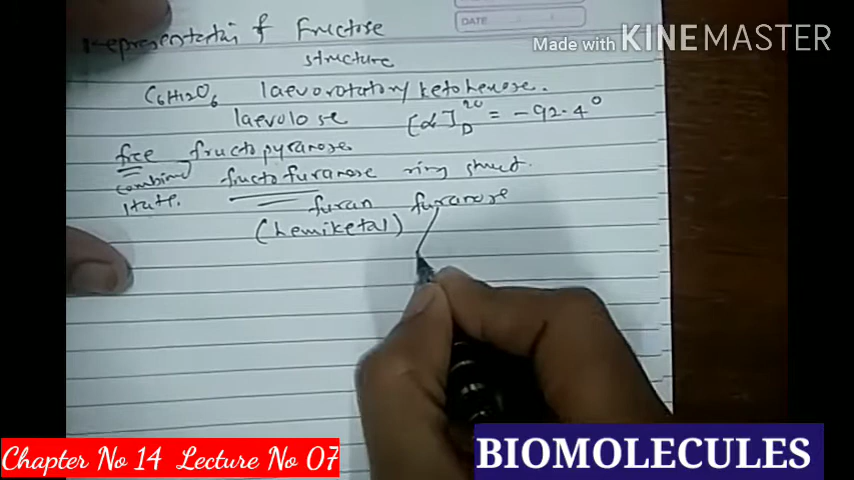 Representation of Fructose
structure
C6H12O6 laevorotatory ketohexose.
laevulose [α]D20 = -92.4°
free fructopyranose
combined fructofuranose ring struct.
state.
furan furanose
(hemiketal)
DATE
Made with KINEMASTER
Chapter No 14 Lecture No 07
BIOMOLECULES